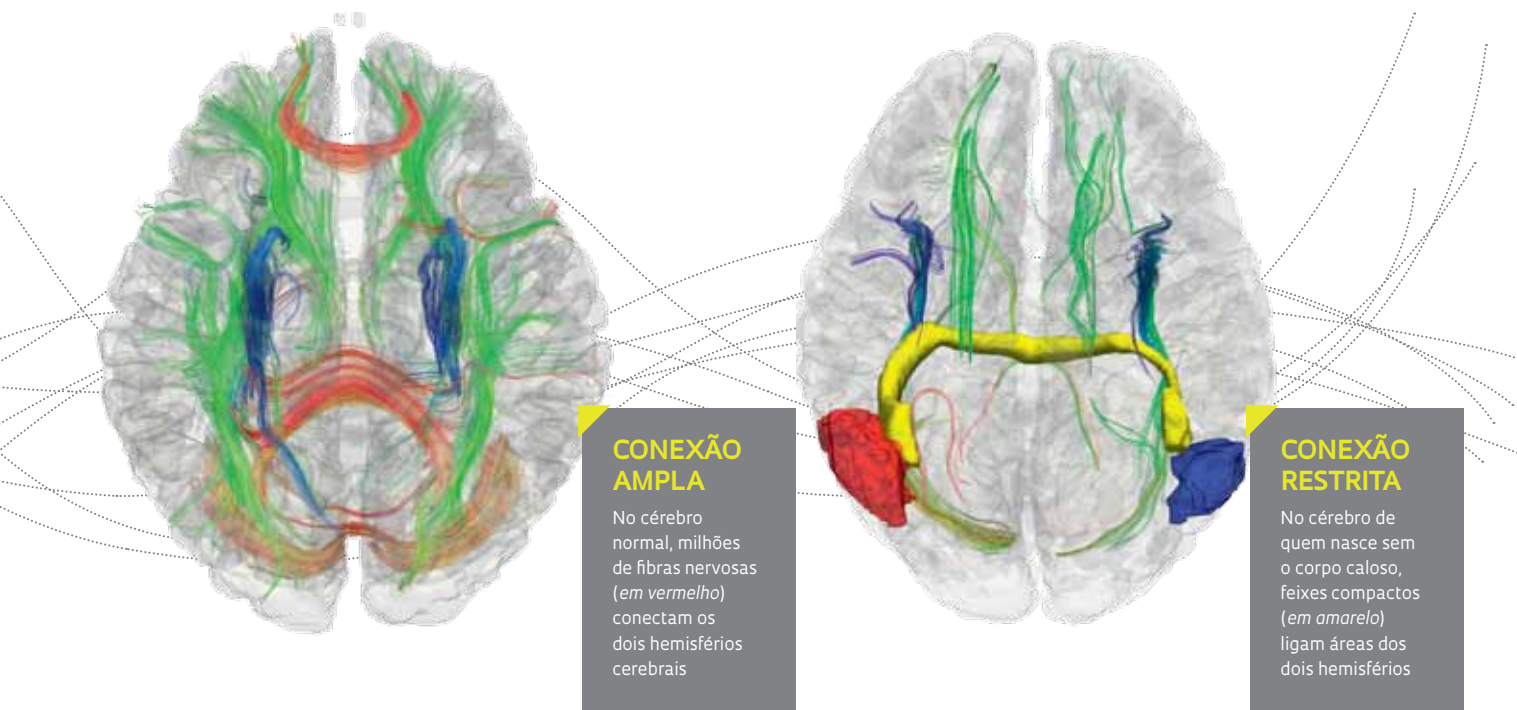 CONEXÃO
AMPLA
No cérebro
normal, milhões
de fibras nervosas
(em vermelho)
conectam os
dois hemisférios
cerebrais
CONEXÃO
RESTRITA
No cérebro de
quem nasce sem
o corpo caloso,
feixes compactos
(em amarelo)
ligam áreas dos
dois hemisférios